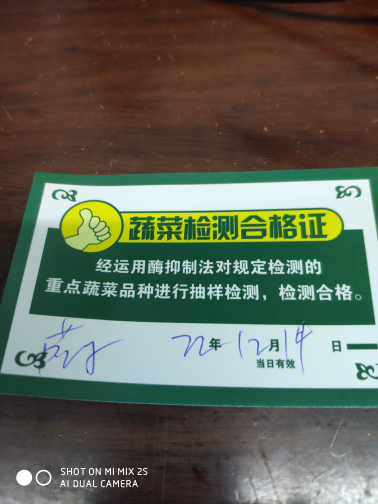 蔬菜检测合格证
经运用酶抑制法对规定检测的
重点蔬菜品种进行抽样检测，检测合格。
22年12月14日
当日有效
SHOT ON MI MIX 2S
AI DUAL CAMERA